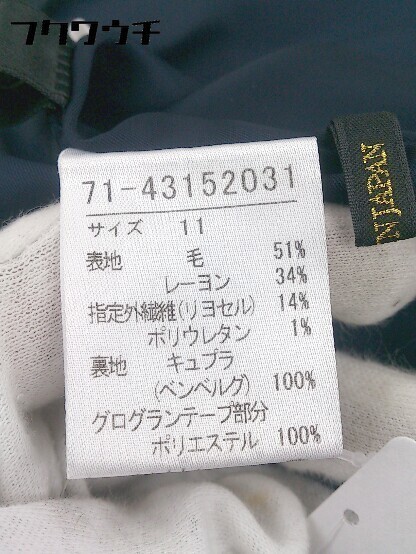 フクワウチ
71-43152031
サイズ 11
表地 毛 51%
レーヨン 34%
指定外繊維(リヨセル) 14%
ポリウレタン 1%
裏地 キュプラ
(ベンベルグ) 100%
グログランテープ部分
ポリエステル 100%
N JAPAN